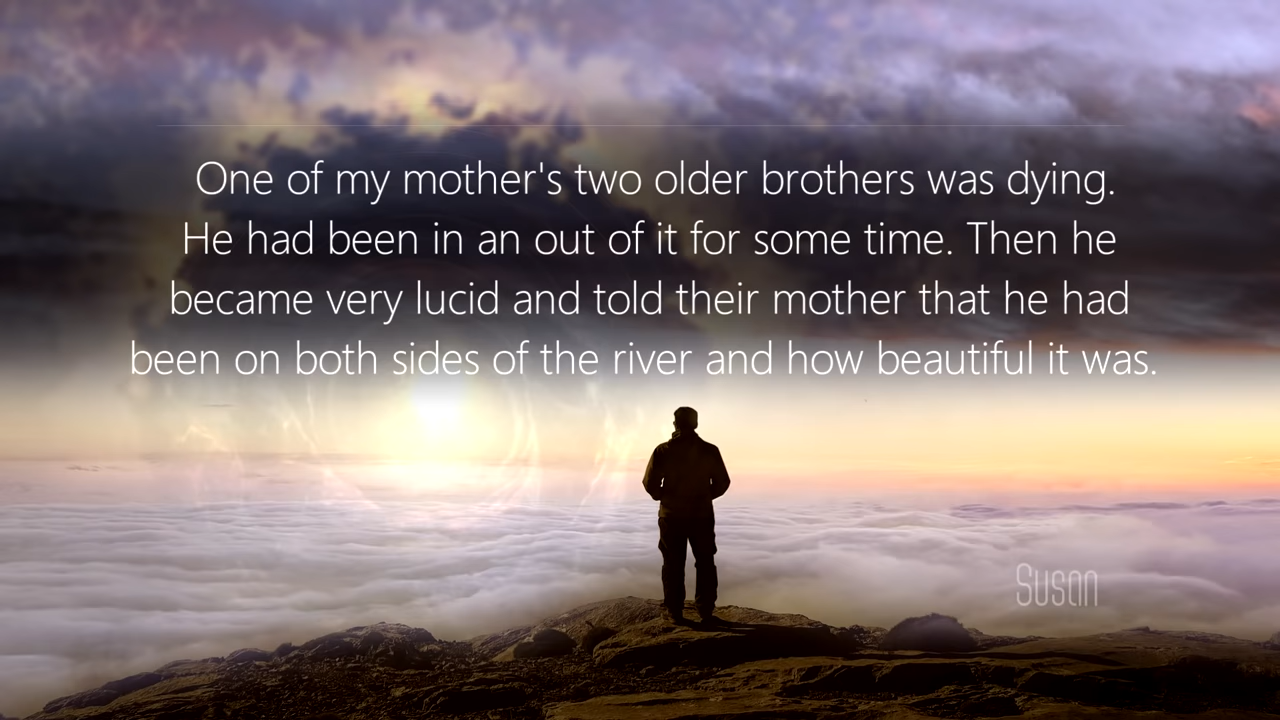 One of my mother's two older brothers was dying.
He had been in an out of it for some time. Then he
became very lucid and told their mother that he had
been on both sides of the river and how beautiful it was.
Susan